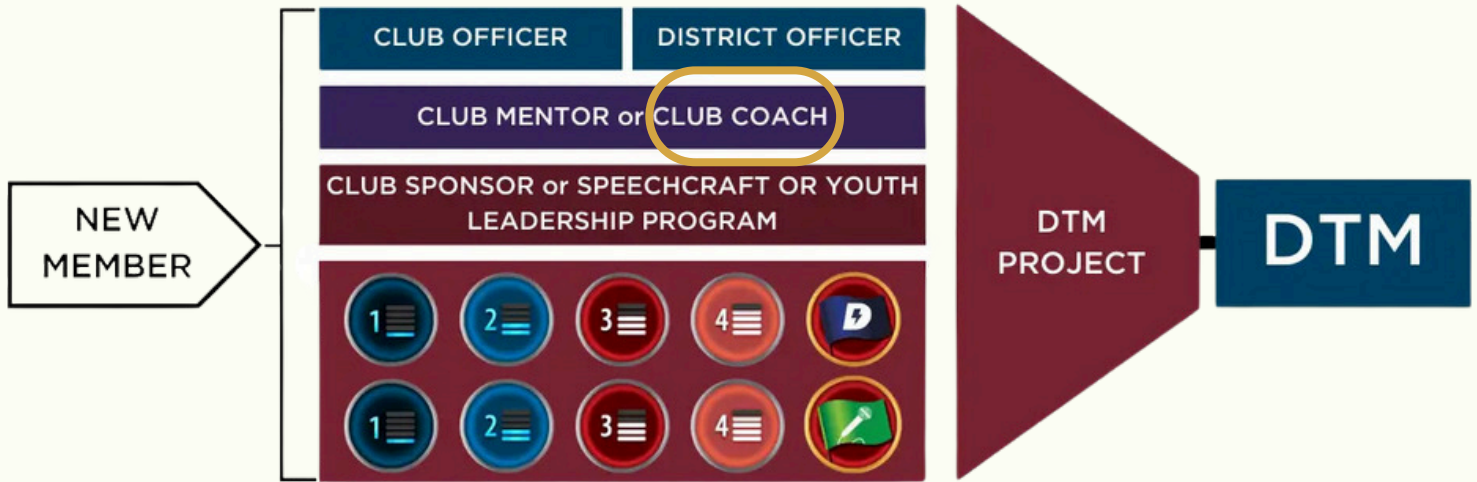 NEW
MEMBER
CLUB OFFICER
DISTRICT OFFICER
CLUB MENTOR or CLUB COACH
CLUB SPONSOR or SPEECHCRAFT OR YOUTH
LEADERSHIP PROGRAM
1
2
3
4
D
1
2
3
4
DTM
PROJECT
DTM